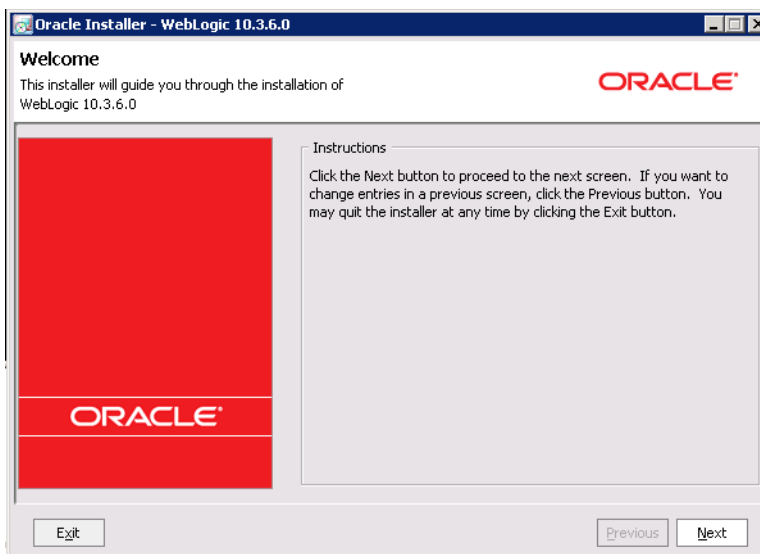 Oracle Installer - WebLogic 10.3.6.0
Welcome
This installer will guide you through the installation of
WebLogic 10.3.6.0
ORACLE
Instructions
Click the Next button to proceed to the next screen. If you want to
change entries in a previous screen, click the Previous button. You
may quit the installer at any time by clicking the Exit button.
ORACLE
Exit
Previous
Next